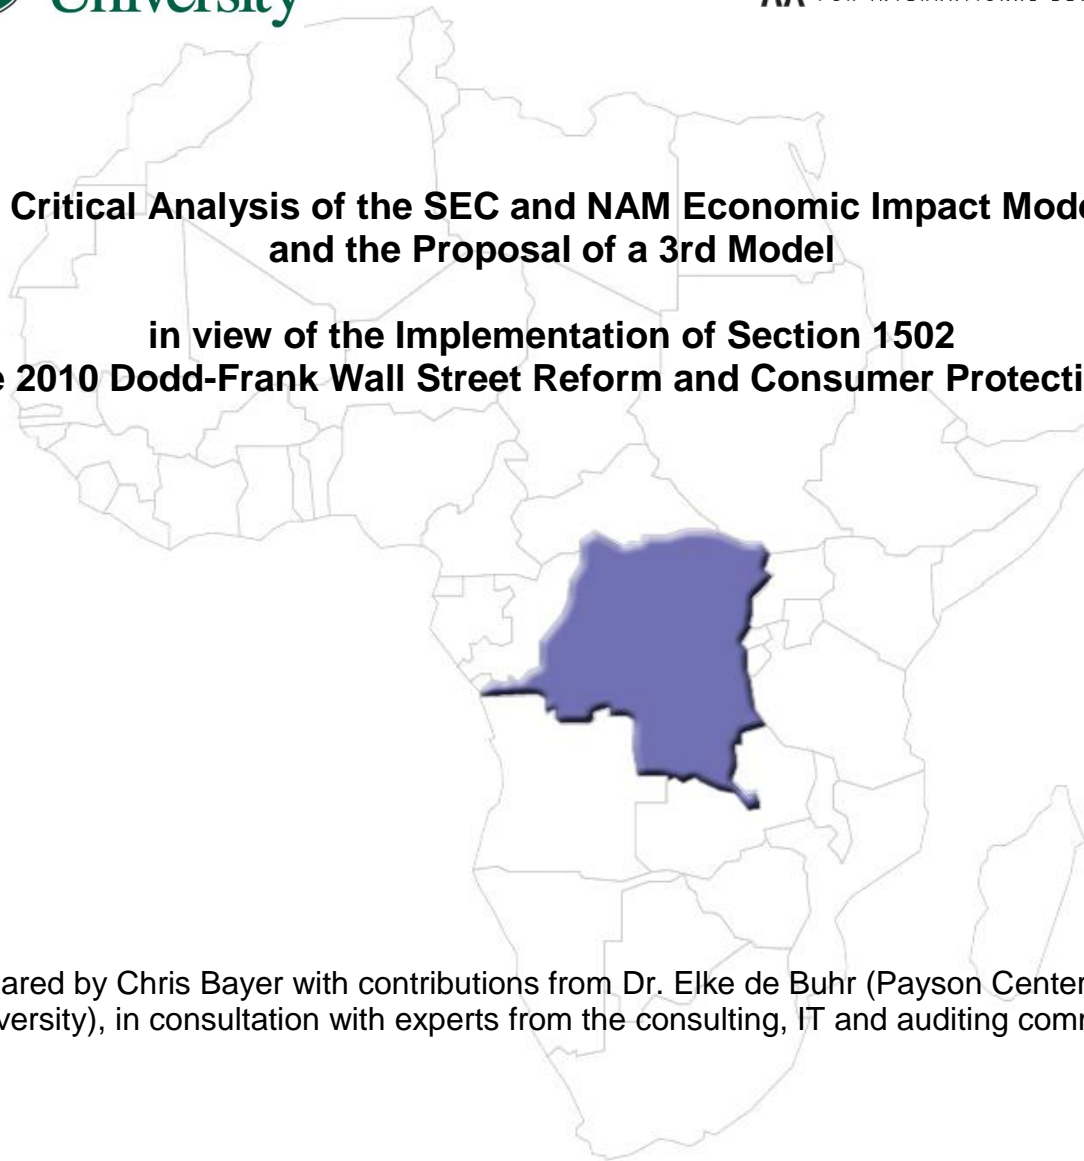 University
FOR INTERNATIONAL
Critical Analysis of the SEC and NAM Economic Impact Mode
and the Proposal of a 3rd Model
in view of the Implementation of Section 1502
e 2010 Dodd-Frank Wall Street Reform and Consumer Protecti
ared by Chris Bayer with contributions from Dr. Elke de Buhr (Payson Center
versity), in consultation with experts from the consulting, IT and auditing comm